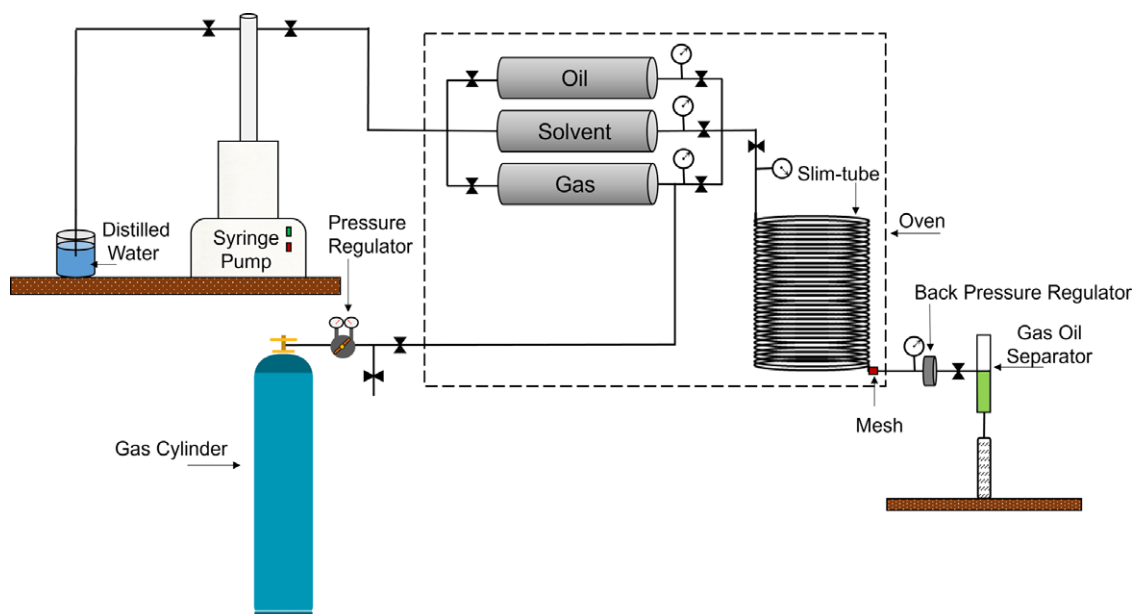 Oil
Solvent
Gas
Slim-tube
Oven
Distilled
Water
Syringe
Pump
Pressure
Regulator
Back Pressure Regulator
Gas Oil
Separator
Mesh
Gas Cylinder